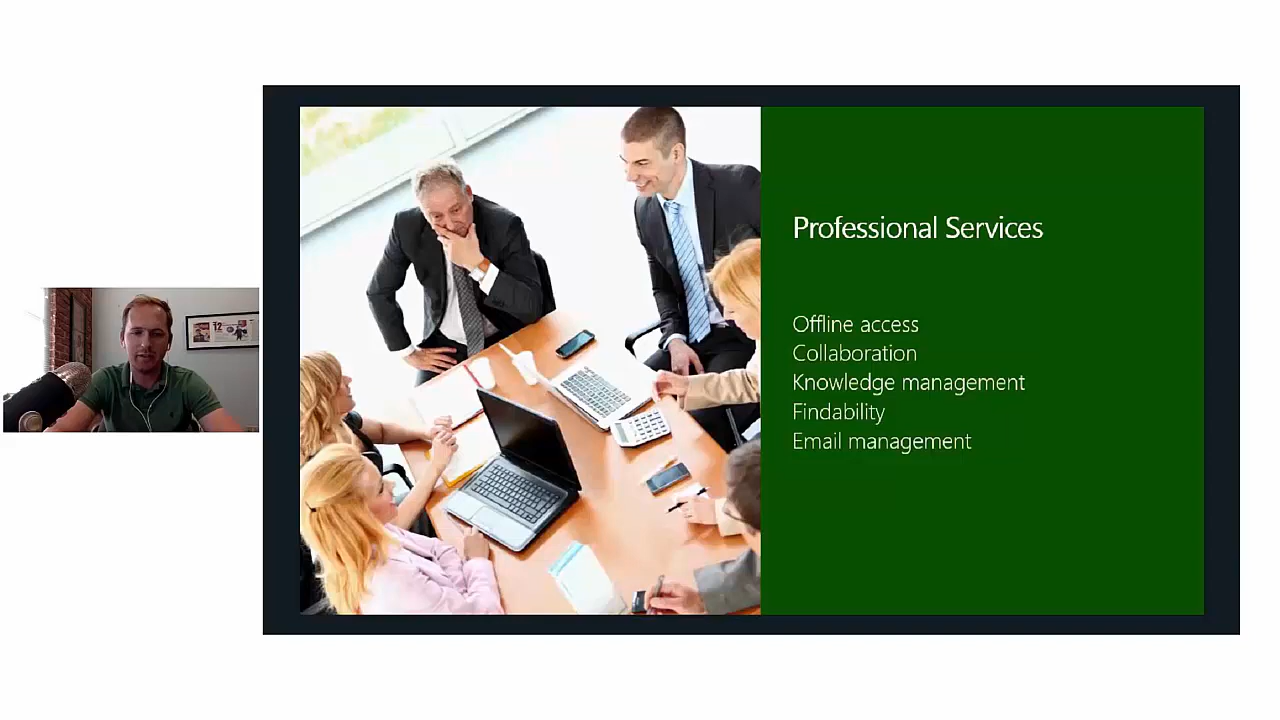 Professional Services
Offline access
Collaboration
Knowledge management
Findability
Email management